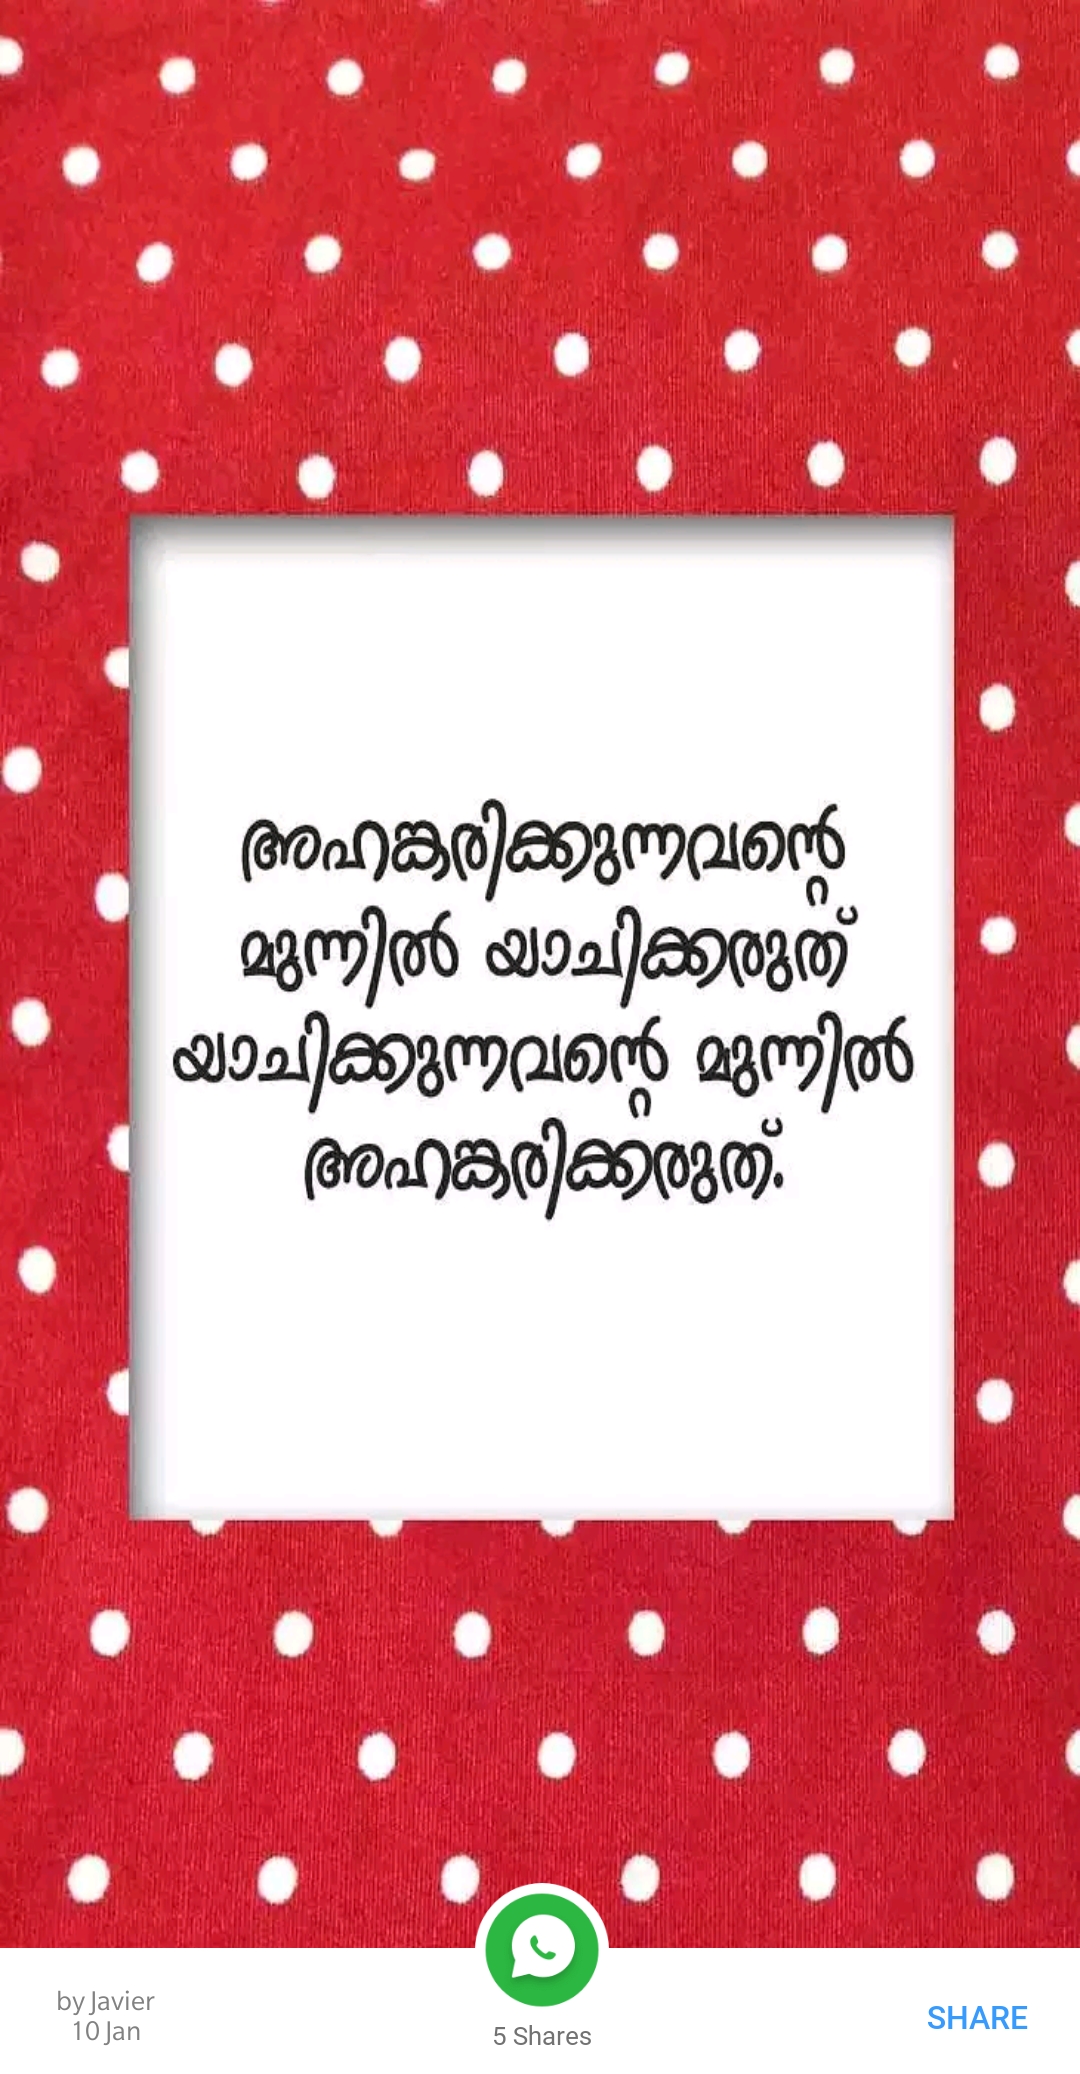 അഹങ്കരിക്കുന്നവന്റെ
മുന്നിൽ യാചിക്കരുത്
യാചിക്കുന്നവന്റെ മുന്നിൽ
അഹങ്കരിക്കരുത്.
by Javier
10 Jan
5 Shares
SHARE